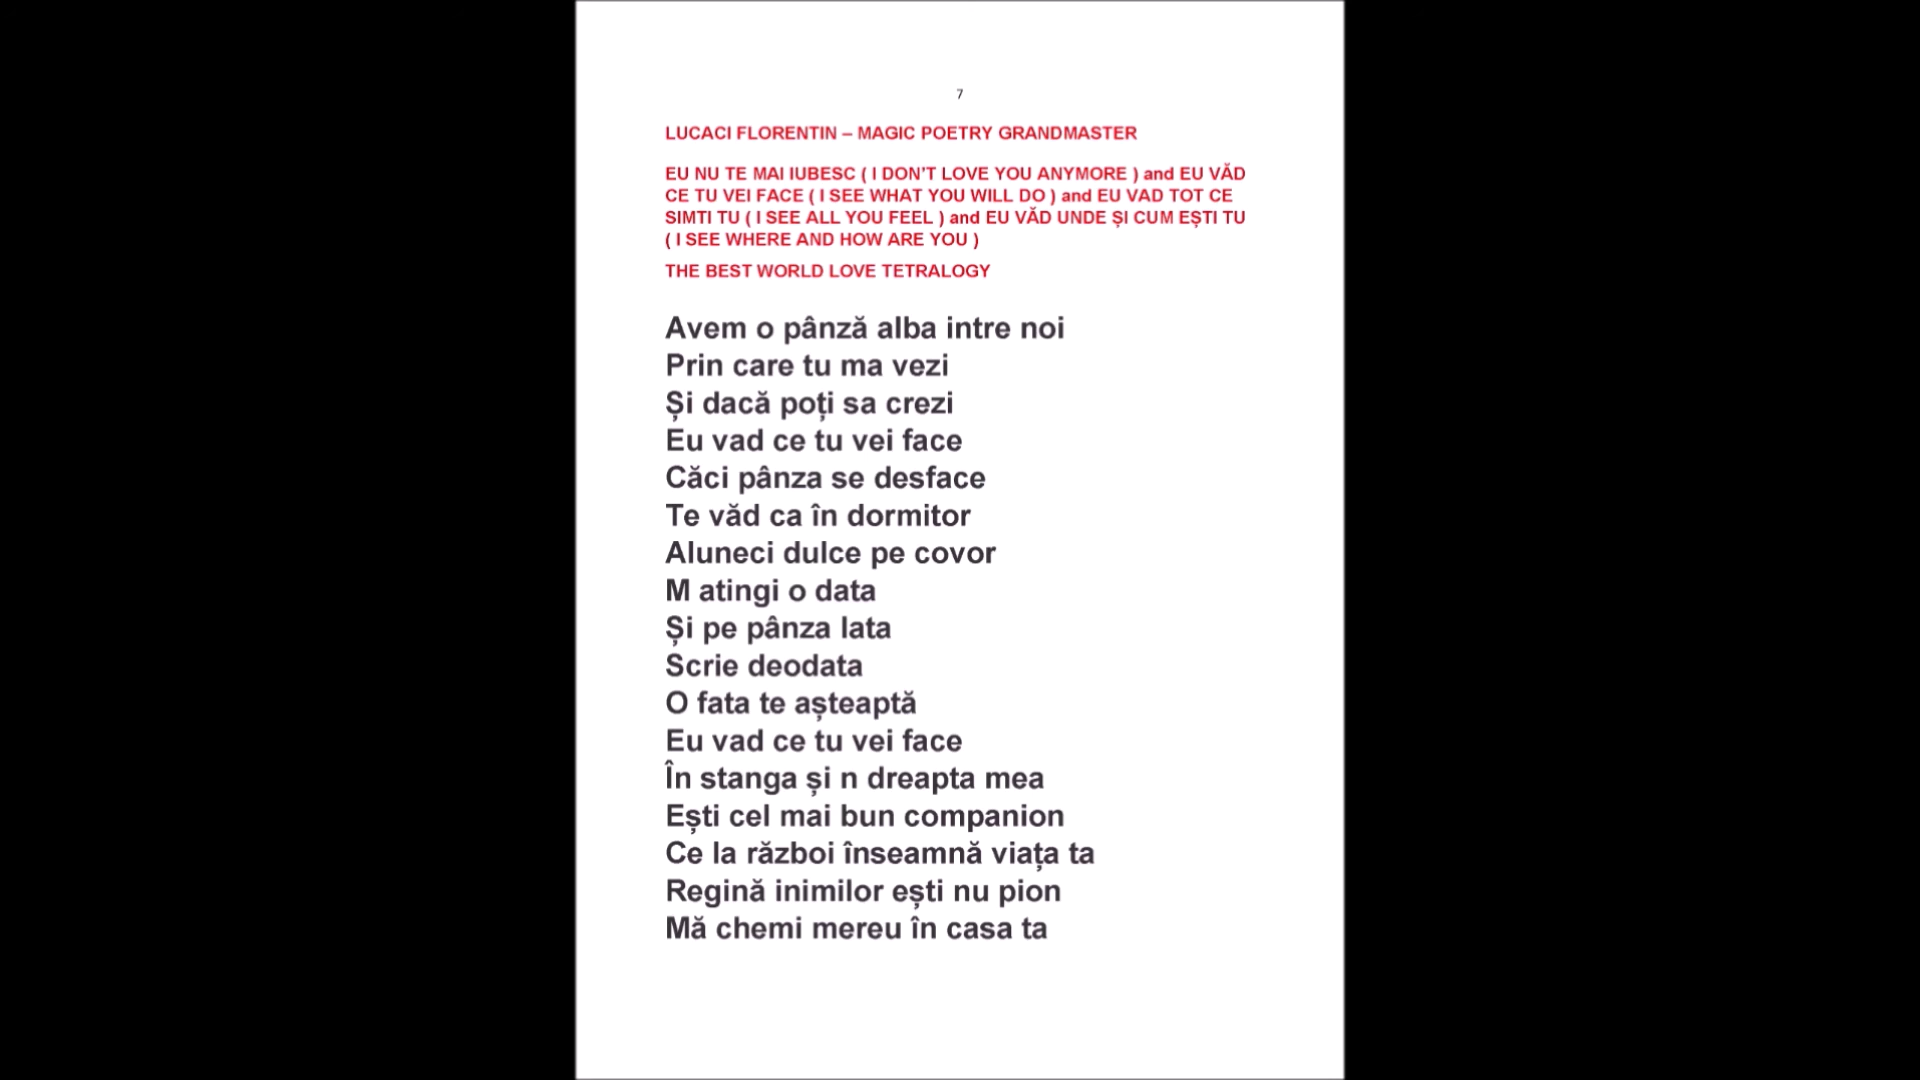 7
LUCACI FLORENTIN – MAGIC POETRY GRANDMASTER
EU NU TE MAI IUBESC ( I DON'T LOVE YOU ANYMORE ) and EU VĂD
CE TU VEI FACE ( I SEE WHAT YOU WILL DO ) and EU VAD TOT CE
SIMTI TU ( I SEE ALL YOU FEEL ) and EU VĂD UNDE ȘI CUM EȘTI TU
( I SEE WHERE AND HOW ARE YOU )
THE BEST WORLD LOVE TETRALOGY
Avem o pânză alba intre noi
Prin care tu ma vezi
Și dacă poți sa crezi
Eu vad ce tu vei face
Căci pânza se desface
Te văd ca în dormitor
Aluneci dulce pe covor
M atingi o data
Și pe pânza lata
Scrie deodata
O fata te așteaptă
Eu vad ce tu vei face
În stanga și n dreapta mea
Ești cel mai bun companion
Ce la război înseamnă viața ta
Regină inimilor ești nu pion
Mă chemi mereu în casa ta